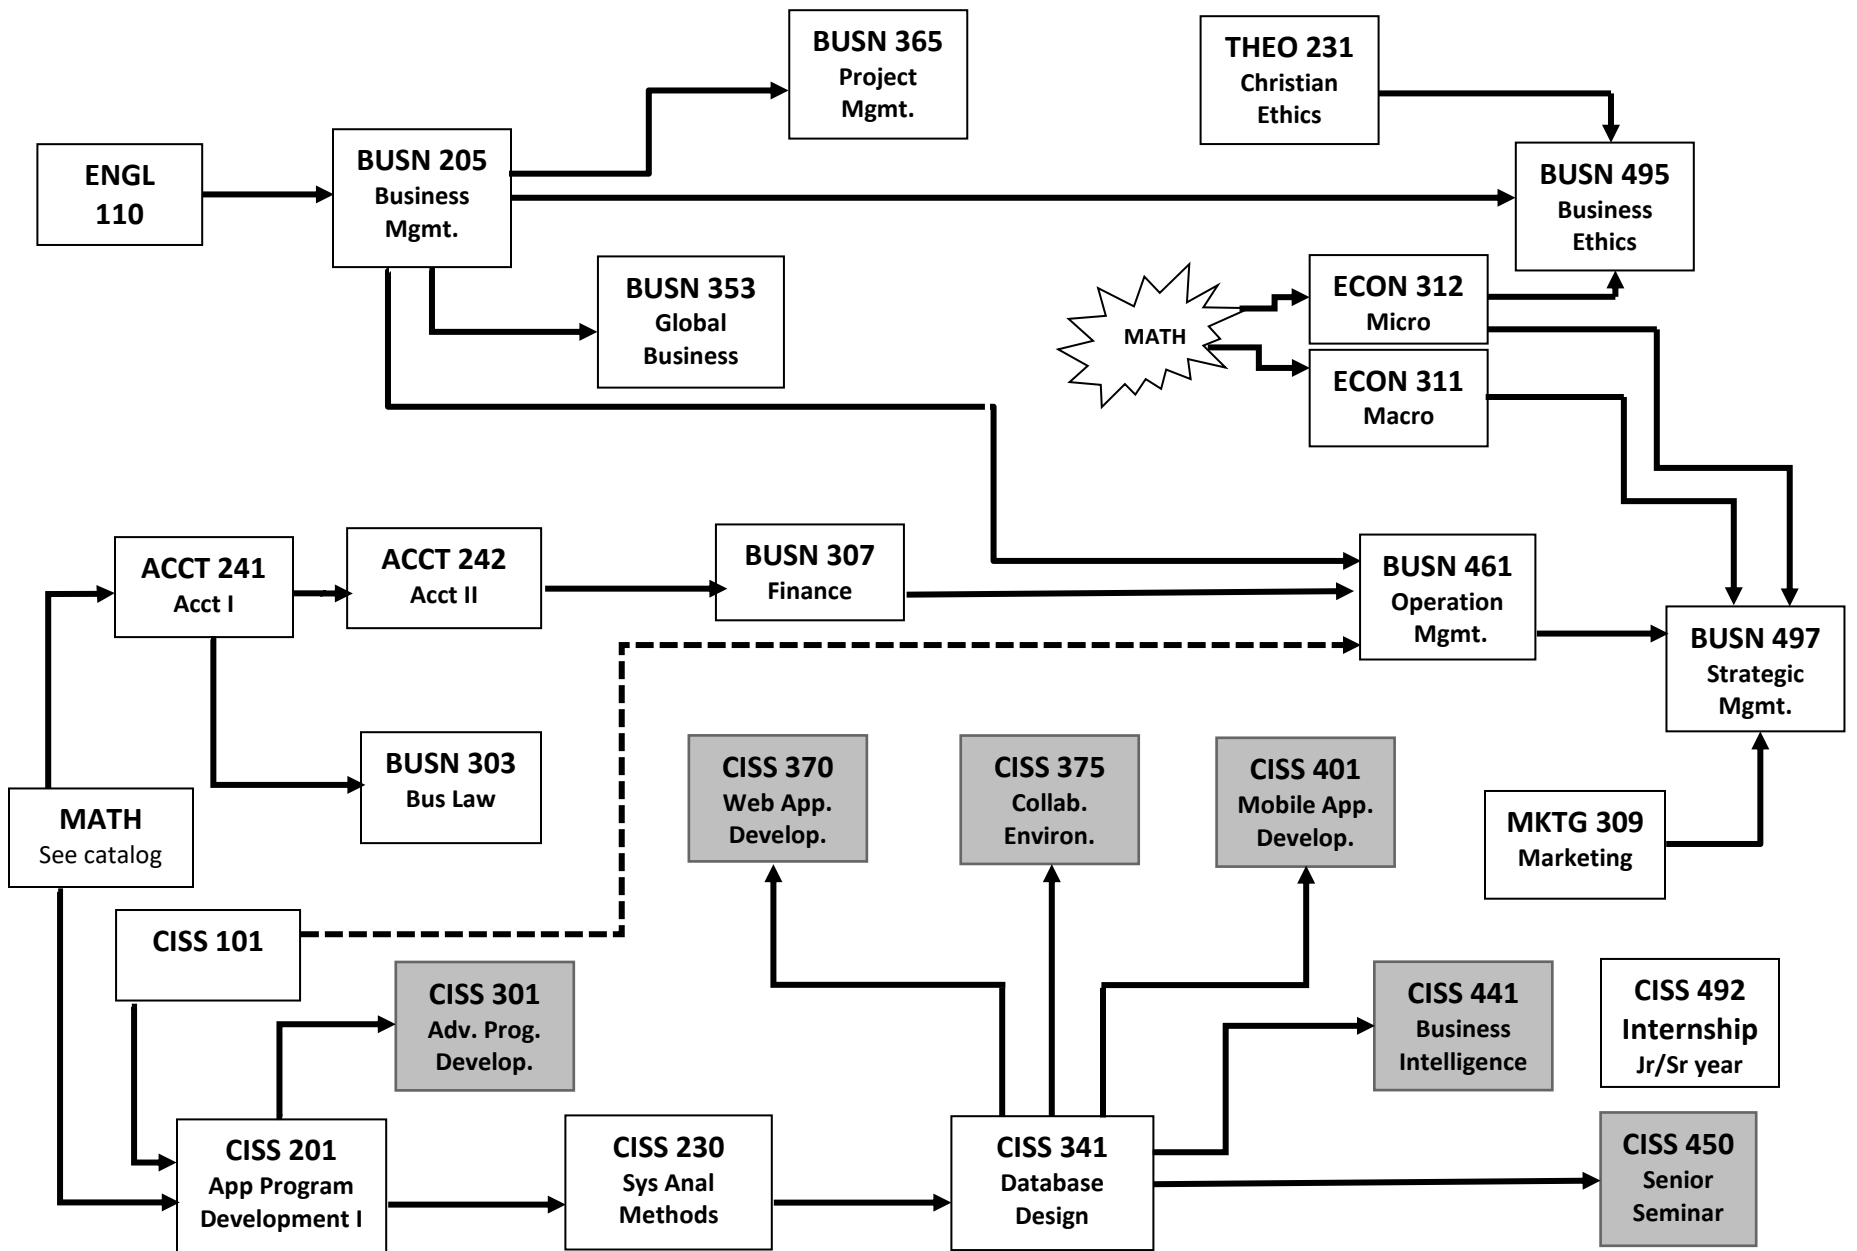 BUSN 365
Project
Mgmt.
THEO 231
Christian
Ethics
ENGL
110
BUSN 205
Business
Mgmt.
BUSN 495
Business
Ethics
BUSN 353
Global
Business
MATH
ECON 312
Micro
ECON 311
Macro
ACCT 241
Acct I
ACCT 242
Acct II
BUSN 307
Finance
BUSN 461
Operation
Mgmt.
BUSN 497
Strategic
Mgmt.
BUSN 303
Bus Law
MATH
See catalog
CISS 370
Web App.
Develop.
CISS 375
Collab.
Environ.
CISS 401
Mobile App.
Develop.
MKTG 309
Marketing
CISS 101
CISS 301
Adv. Prog.
Develop.
CISS 441
Business
Intelligence
CISS 492
Internship
Jr/Sr year
CISS 201
App Program
Development I
CISS 230
Sys Anal
Methods
CISS 341
Database
Design
CISS 450
Senior
Seminar